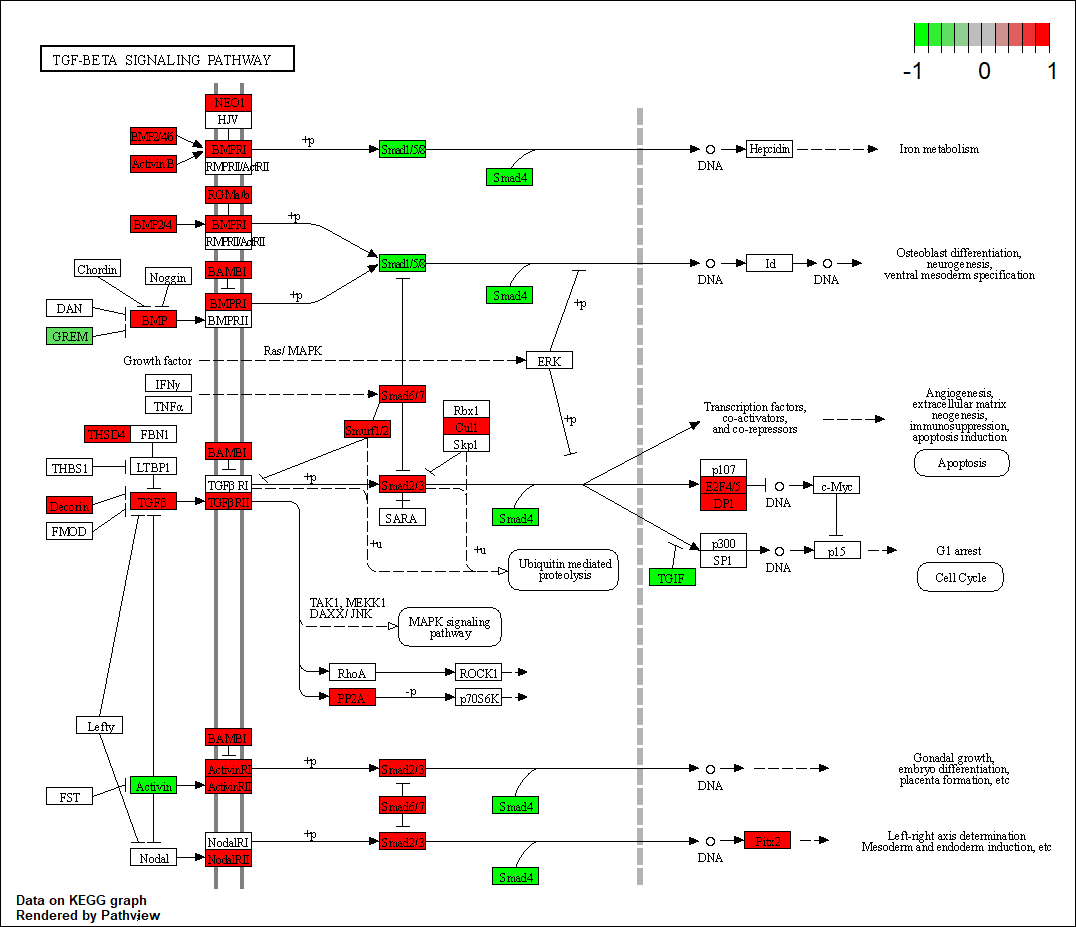 TGF-BETA SIGNALING PATHWAY
-1 0 1
NEO1
HJV
BMP2/4/6
BMPRI
+p
Smad1/5/8
DNA
Hepcidin
Iron metabolism
Activin B
Smad4
RGMa/b
BMP2/4
BMPRI
+p
BAMBI
Smad1/5/8
DNA
Id
DNA
Osteoblast differentiation,
neurogenesis,
ventral mesoderm specification
Chordin
Noggin
Smad4
DAN
BMPRI
+p
+p
GREM
BMP
BMPRII
Growth factor
Ras/ MAPK
ERK
IFNγ
TNFα
Smad6/7
Rbx1
Cul1
Skp1
+p
Transcription factors,
co-activators,
and co-repressors
Angiogenesis,
extracellular matrix
neogenesis,
immunosuppression,
apoptosis induction
Apoptosis
THSD4
FBN1
Smurf1/2
BAMBI
THBS1
LTBP1
TGFβ RI
+p
Smad2/3
p107
E2F4/5
DP1
DNA
c-Myc
Decorin
TGFβ
TGFβRII
FMOD
SARA
Smad4
+u
+u
Ubiquitin mediated
proteolysis
TGIF
p300
SP1
DNA
p15
G1 arrest
Cell Cycle
TAK1, MEKK1
DAXX/ JNK
MAPK signaling
pathway
RhoA
ROCK1
PP2A
-p
p70S6K
Lefty
BAMBI
ActivinRI
+p
Smad2/3
DNA
Gonadal growth,
embryo differentiation,
placenta formation, etc
FST
Activin
ActivinRII
Smad6/7
Smad4
Nodal
NodalRI
NodalRII
+p
Smad2/3
DNA
Pitx2
Left-right axis determination
Mesoderm and endoderm induction, etc
Smad4
Data on KEGG graph
Rendered by Pathview